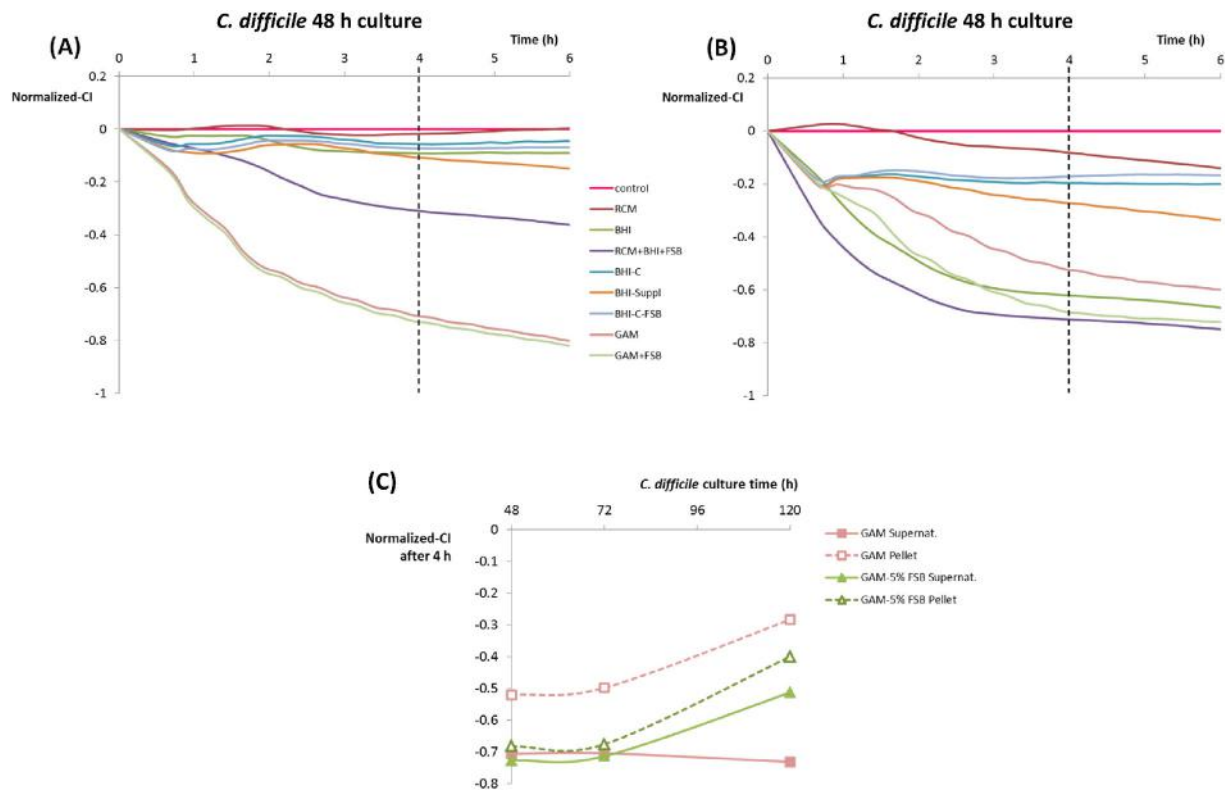 C. difficile 48 h culture
(A)
Time (h)
0 1 2 3 4 5 6
0.2
Normalized-CI
0
-0.2
-0.4
-0.6
-0.8
-1
control
RCM
BHI
RCM+BHI+FSB
BHI-C
BHI-Suppl
BHI-C-FSB
GAM
GAM+FSB
C. difficile 48 h culture
(B)
Time (h)
0 1 2 3 4 5 6
0.2
Normalized-CI
0
-0.2
-0.4
-0.6
-0.8
-1
(C)
C. difficile culture time (h)
48 72 96 120
Normalized-CI
after 4 h
0
-0.1
-0.2
-0.3
-0.4
-0.5
-0.6
-0.7
-0.8
GAM Supernat.
GAM Pellet
GAM-5% FSB Supernat.
GAM-5% FSB Pellet